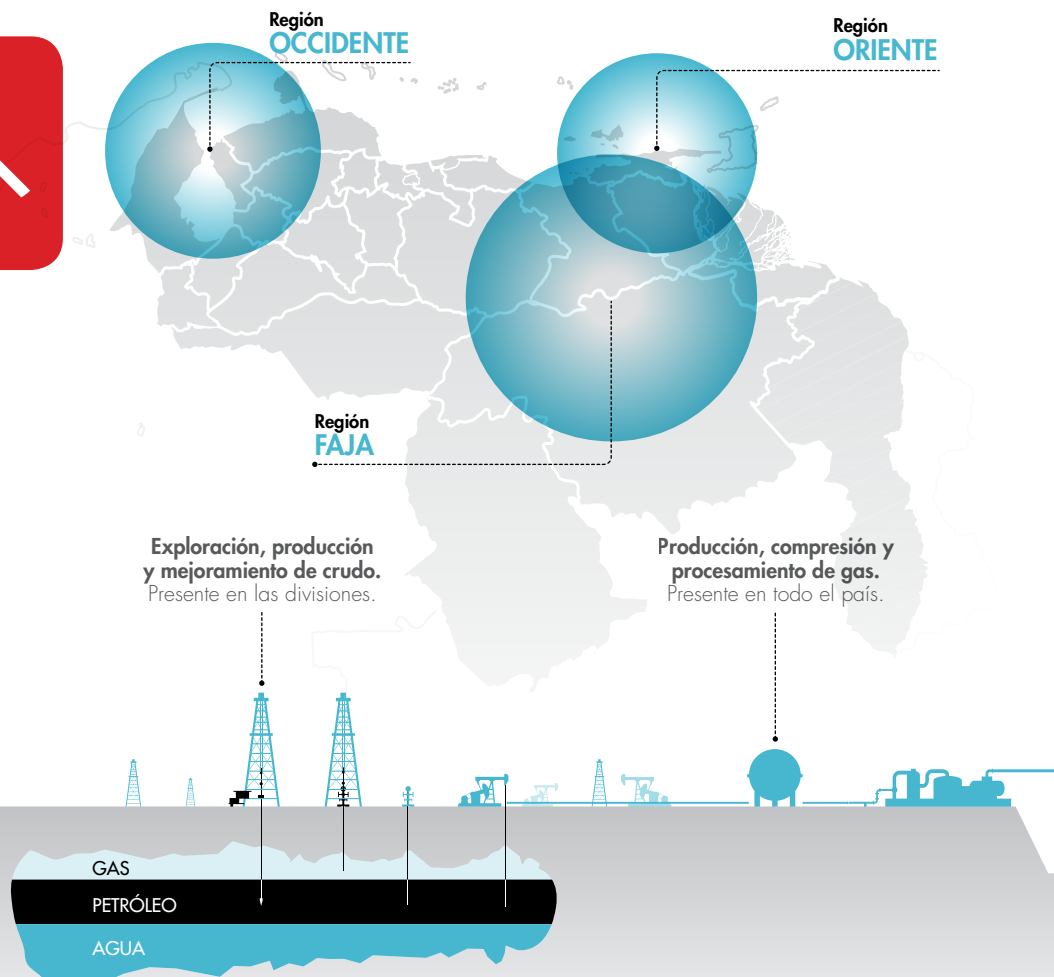 Región
OCCIDENTE
Región
ORIENTE
Región
FAJA
Exploración, producción
y mejoramiento de crudo.
Presente en las divisiones.
Producción, compresión y
procesamiento de gas.
Presente en todo el país.
GAS
PETRÓLEO
AGUA